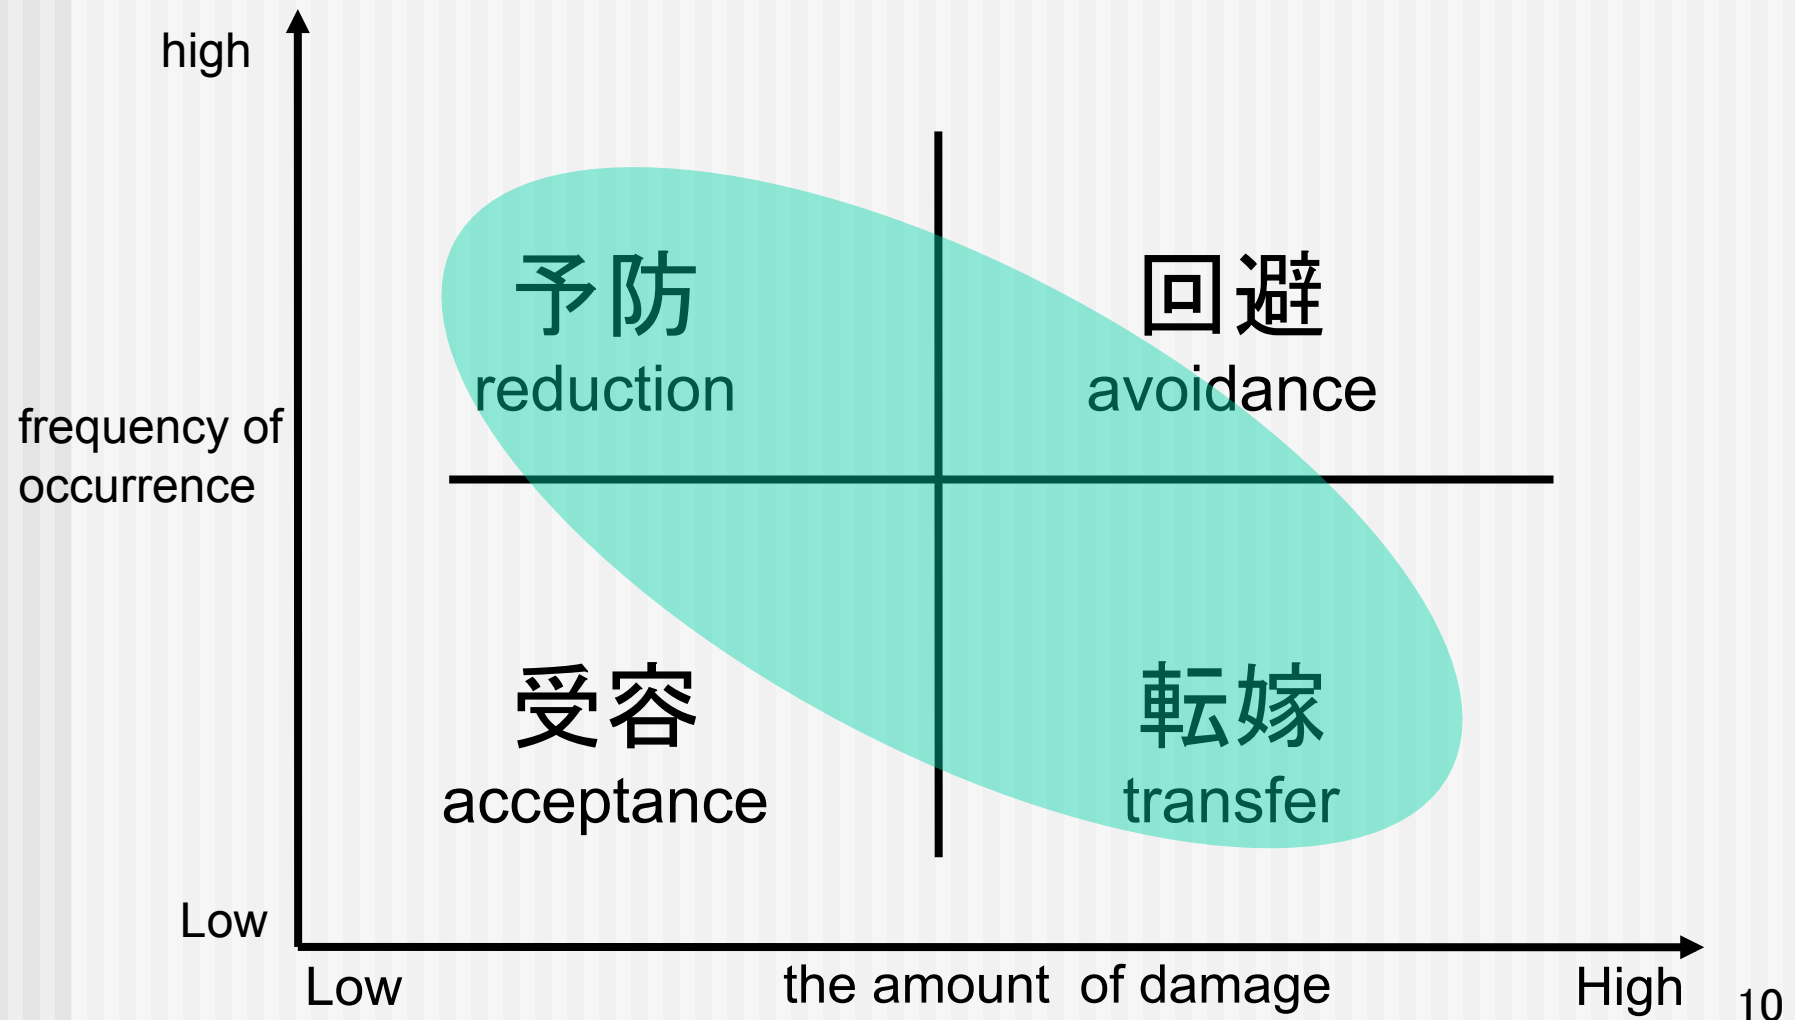 high
予防
回避
reduction
avoidance
frequency of
occurrence
受容
転嫁
acceptance
transfer
Low
Low
the amount of damage
High
10